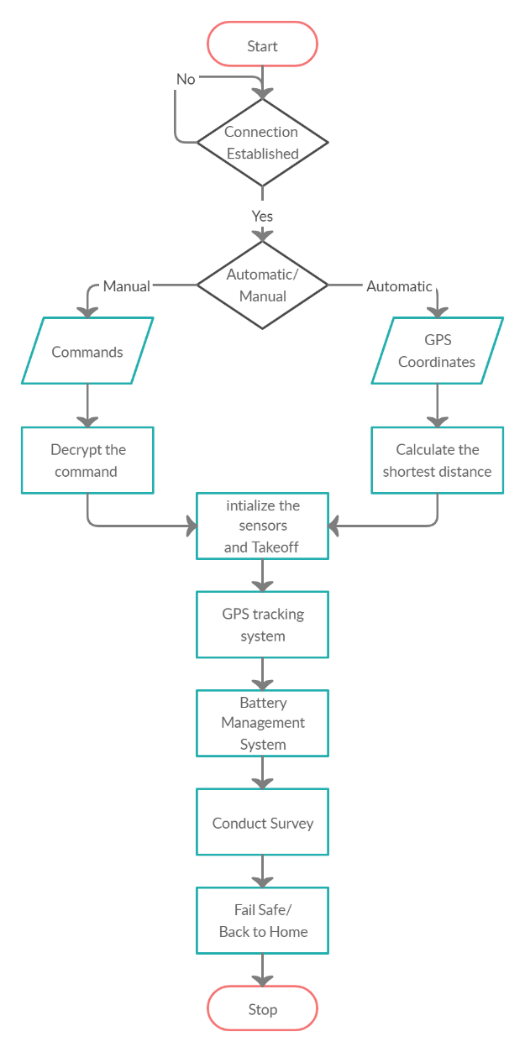 Start
No
Connection
Established
Yes
Automatic/
Manual
Manual
Automatic
Commands
GPS
Coordinates
Decrypt the
command
Calculate the
shortest distance
intialize the
sensors
and Takeoff
GPS tracking
system
Battery
Management
System
Conduct Survey
Fail Safe/
Back to Home
Stop